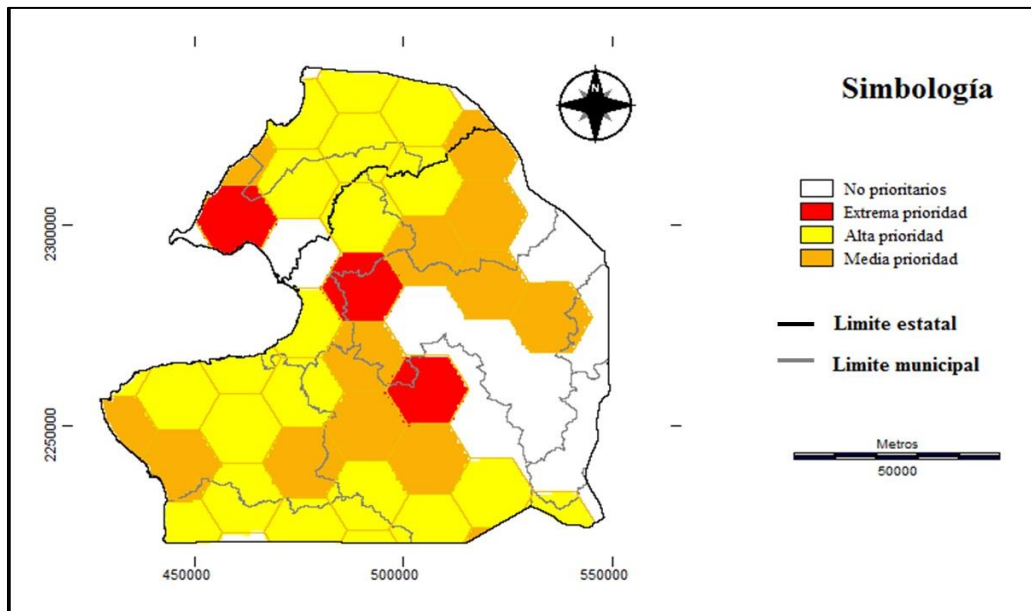 N
Simbología
No prioritarios
Extrema prioridad
Alta prioridad
Media prioridad
Limite estatal
Limite municipal
Metros
50000
2300000
2250000
450000
500000
550000